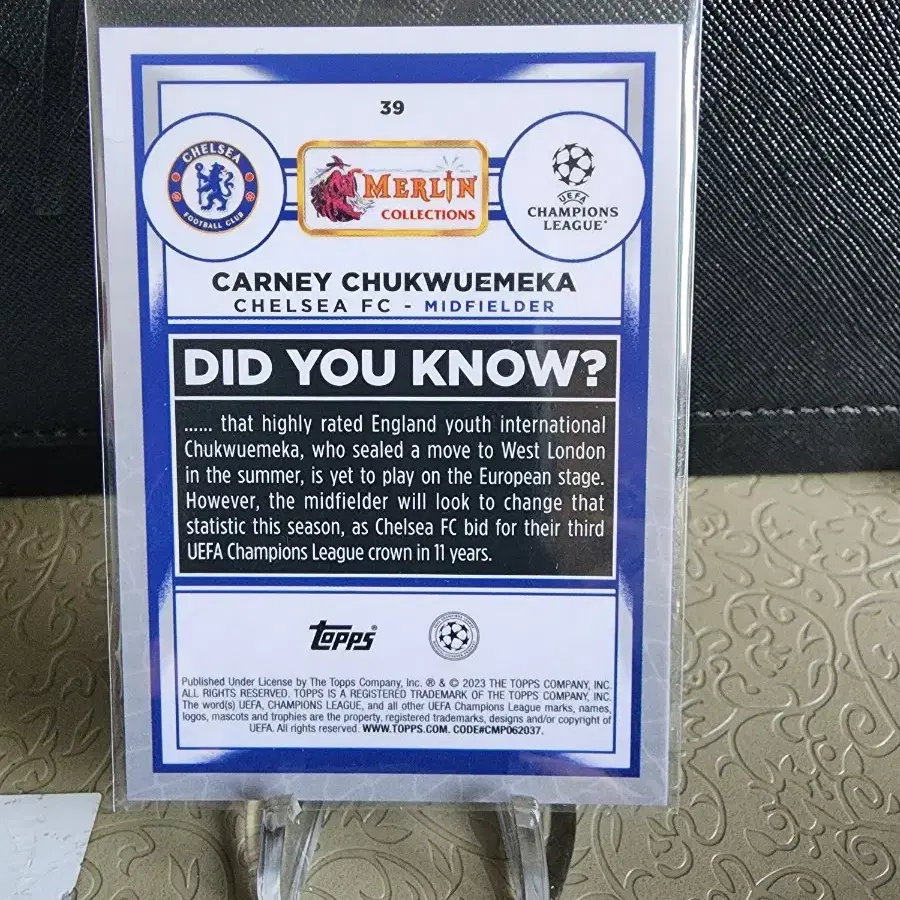 39
CHELSEA
FOOTBALL CLUB
MERLIN
COLLECTIONS
UEFA
CHAMPIONS
LEAGUE
CARNEY CHUKWUEMEKA
CHELSEA FC - MIDFIELDER
DID YOU KNOW?
...... that highly rated England youth international
Chukwuemeka, who sealed a move to West London
in the summer, is yet to play on the European stage.
However, the midfielder will look to change that
statistic this season, as Chelsea FC bid for their third
UEFA Champions League crown in 11 years.
Topps®
Published Under License by The Topps Company, Inc. ® & © 2023 THE TOPPS COMPANY, INC.
ALL RIGHTS RESERVED. TOPPS IS A REGISTERED TRADEMARK OF THE TOPPS COMPANY, INC.
The word(s) UEFA, CHAMPIONS LEAGUE, and all other UEFA Champions League marks, names,
logos, mascots and trophies are the property, registered trademarks, designs and/or copyright of
UEFA. All rights reserved. WWW.TOPPS.COM. CODE#CMP062037.